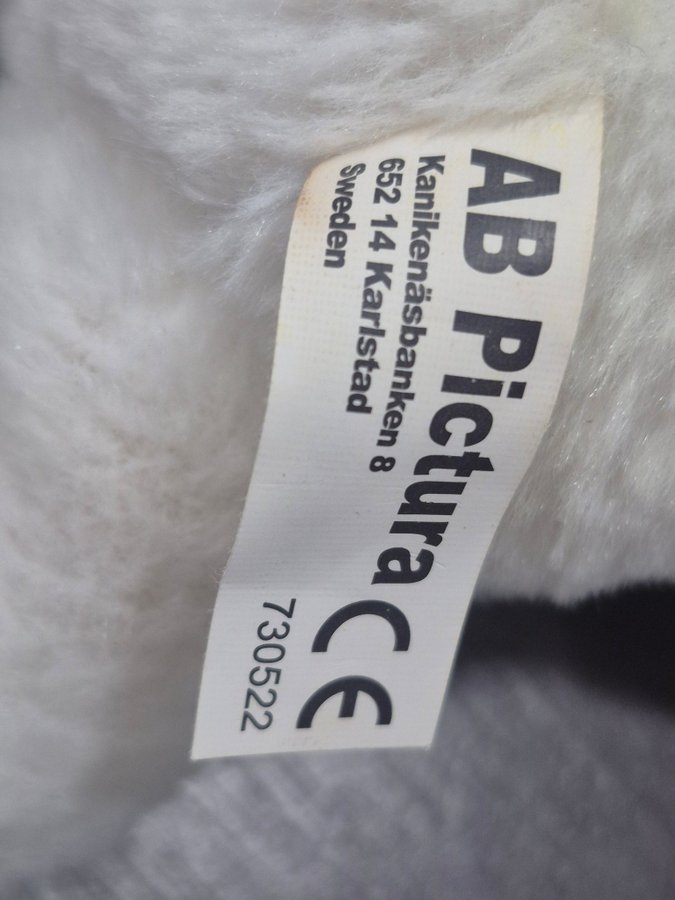 AB Pictura
Kanikenäsbanken 8
652 14 Karlstad
Sweden
CE
730522